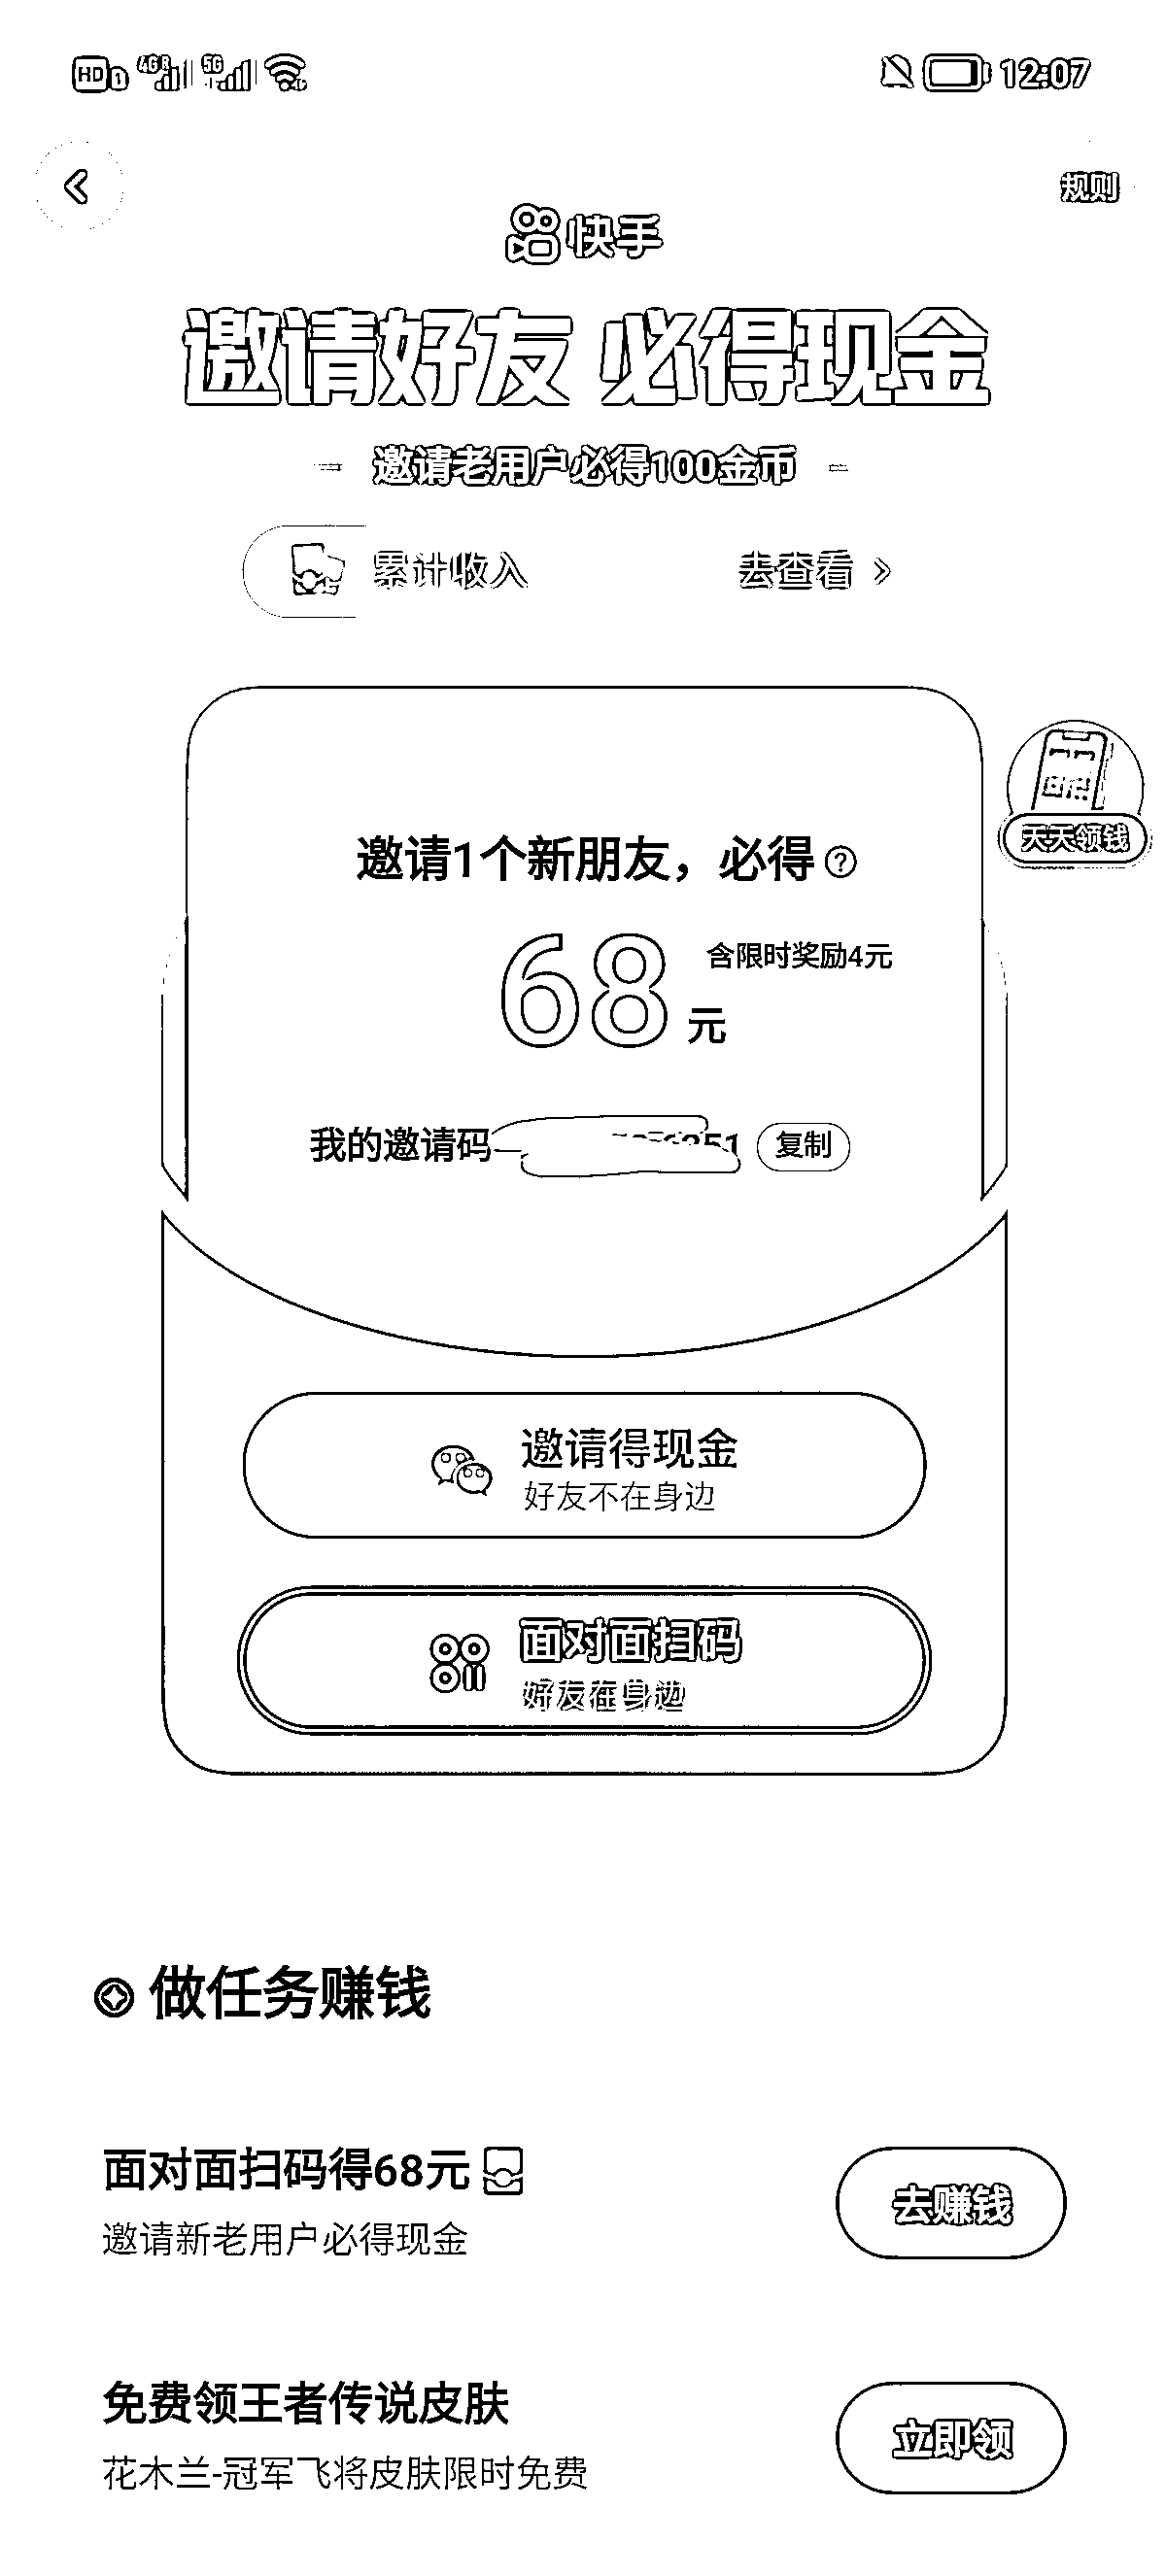 HD 1 4G R 5G 12:07
规则
快手
邀请好友 必得现金
邀请老用户必得100金币
累计收入 去查看
天天领钱
邀请1个新朋友，必得
68元 含限时奖励4元
我的邀请码 复制
邀请得现金
好友不在身边
面对面扫码
好友在身边
做任务赚钱
面对面扫码得68元
邀请新老用户必得现金
去赚钱
免费领王者传说皮肤
花木兰-冠军飞将皮肤限时免费
立即领